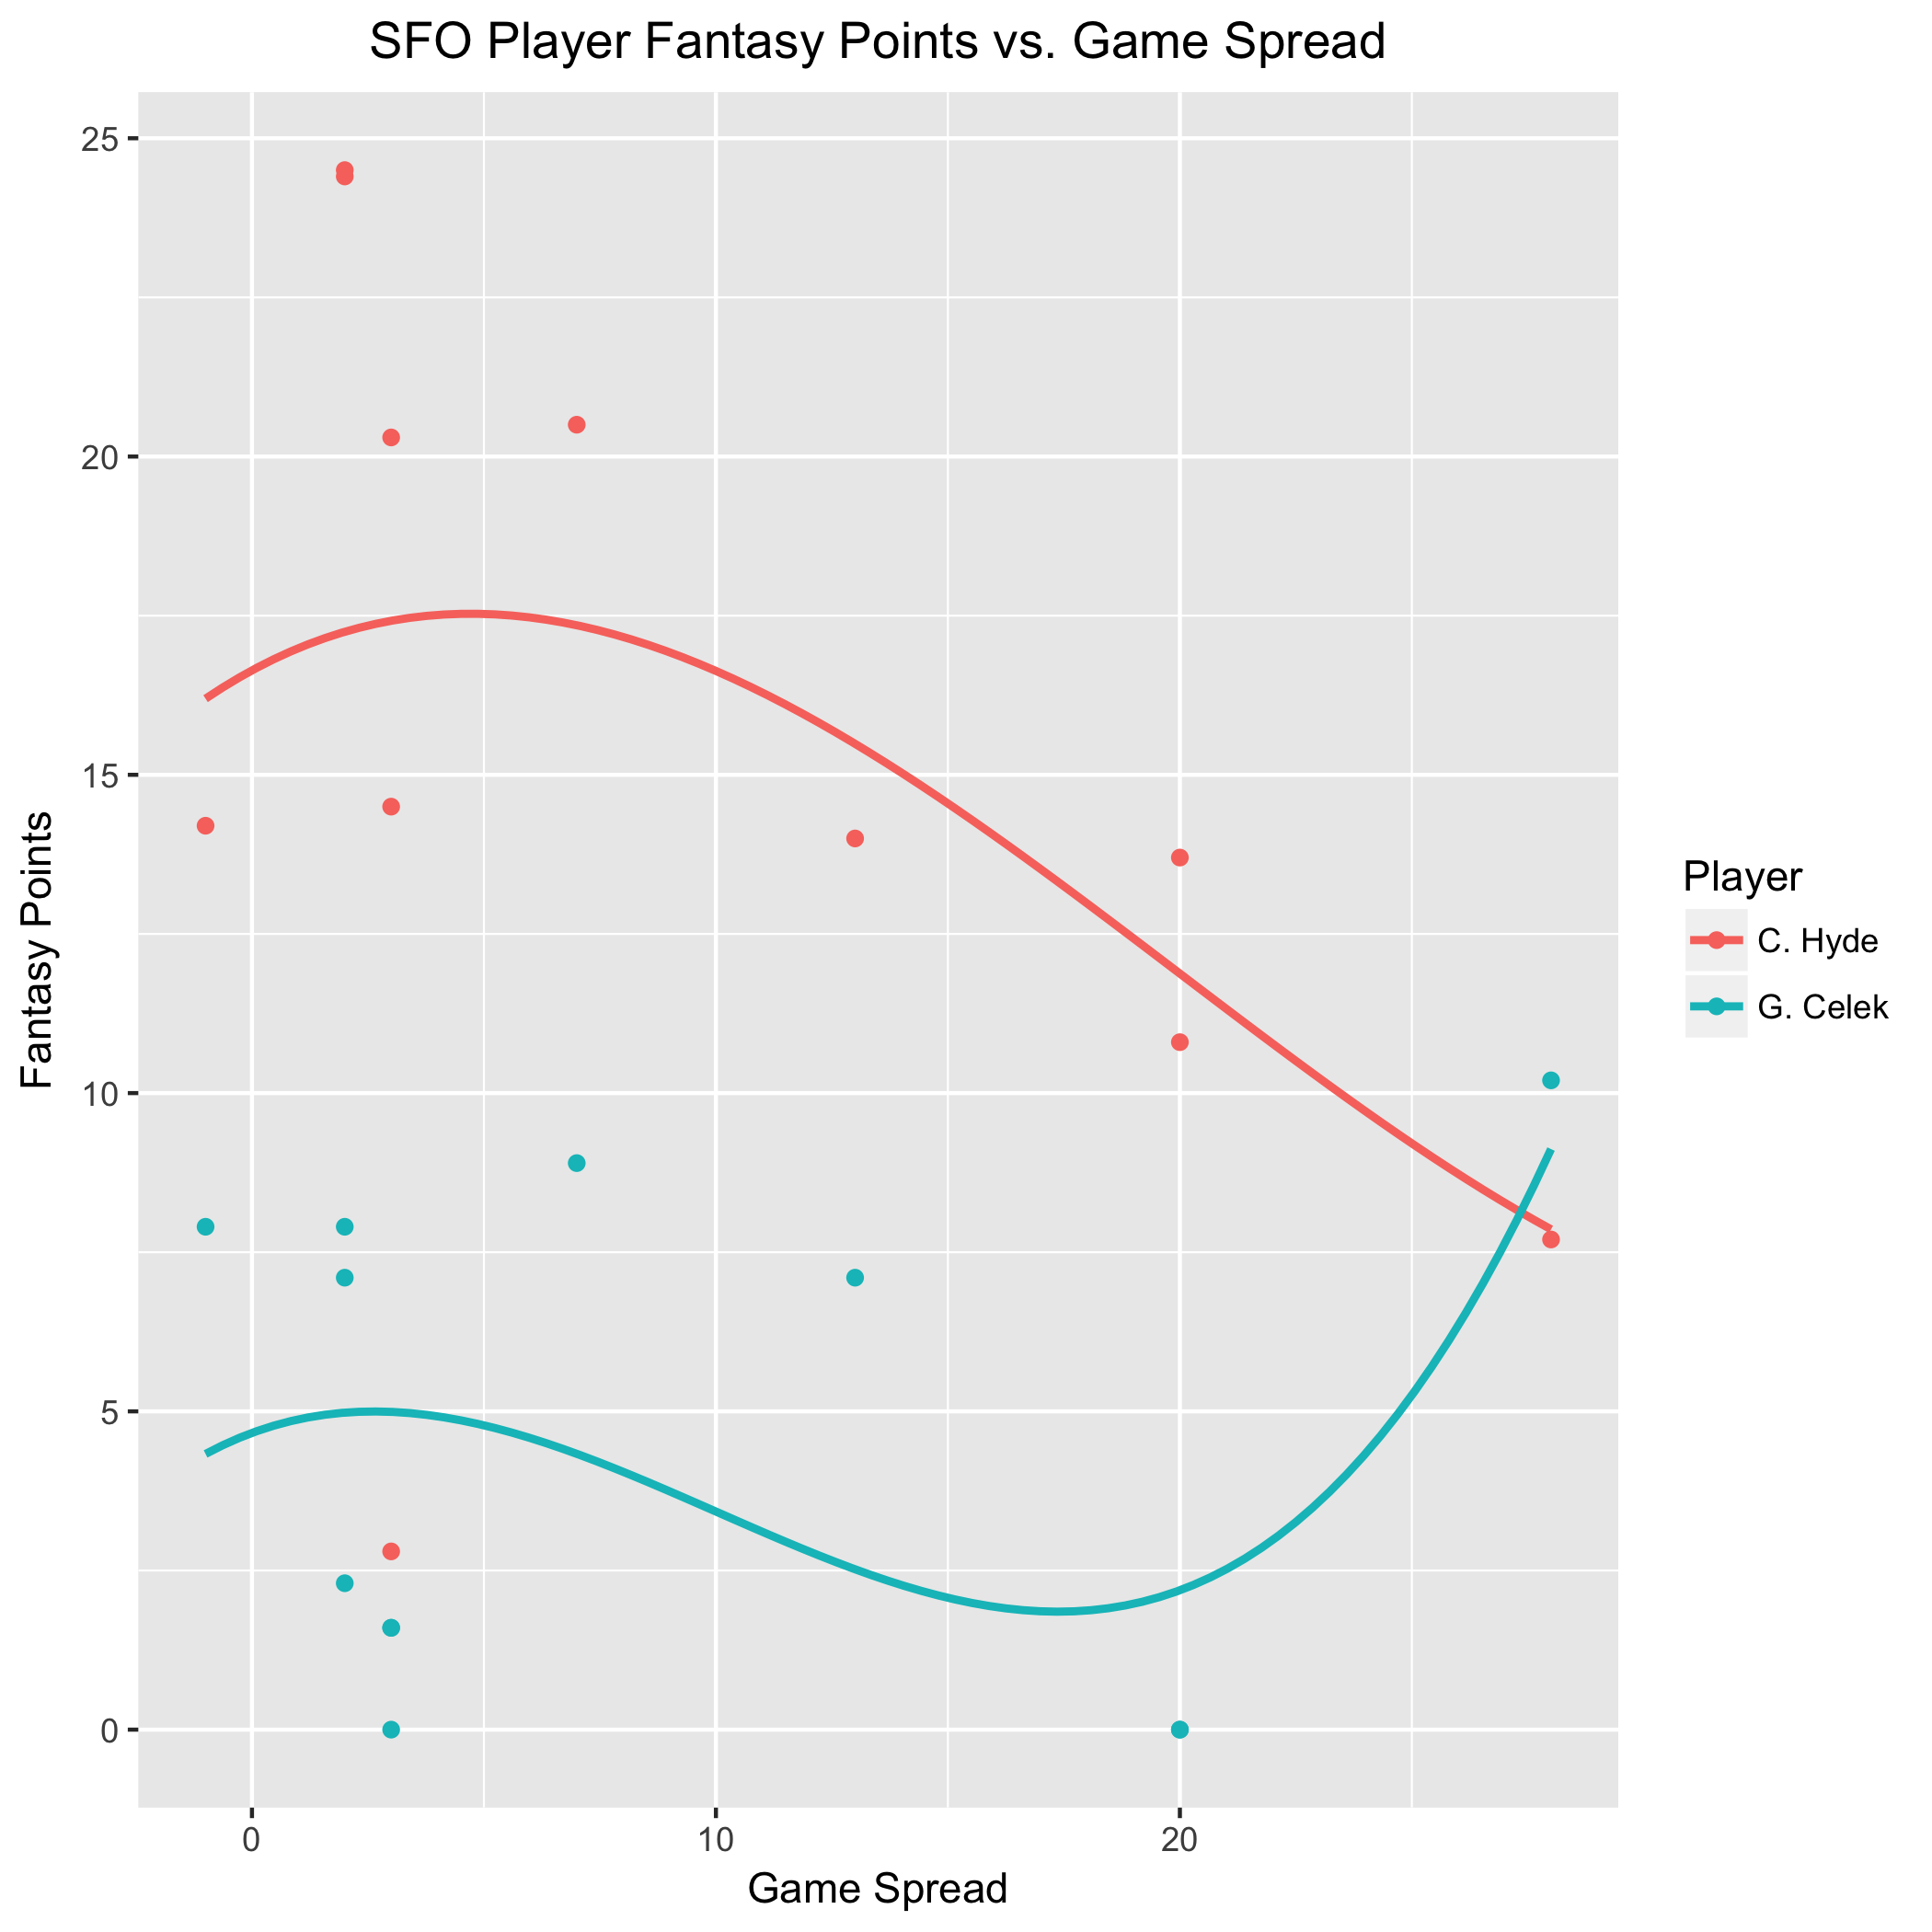 SFO Player Fantasy Points vs. Game Spread
25
20
15
10
5
0
Fantasy Points
0 10 20
Game Spread
Player
C. Hyde
G. Celek